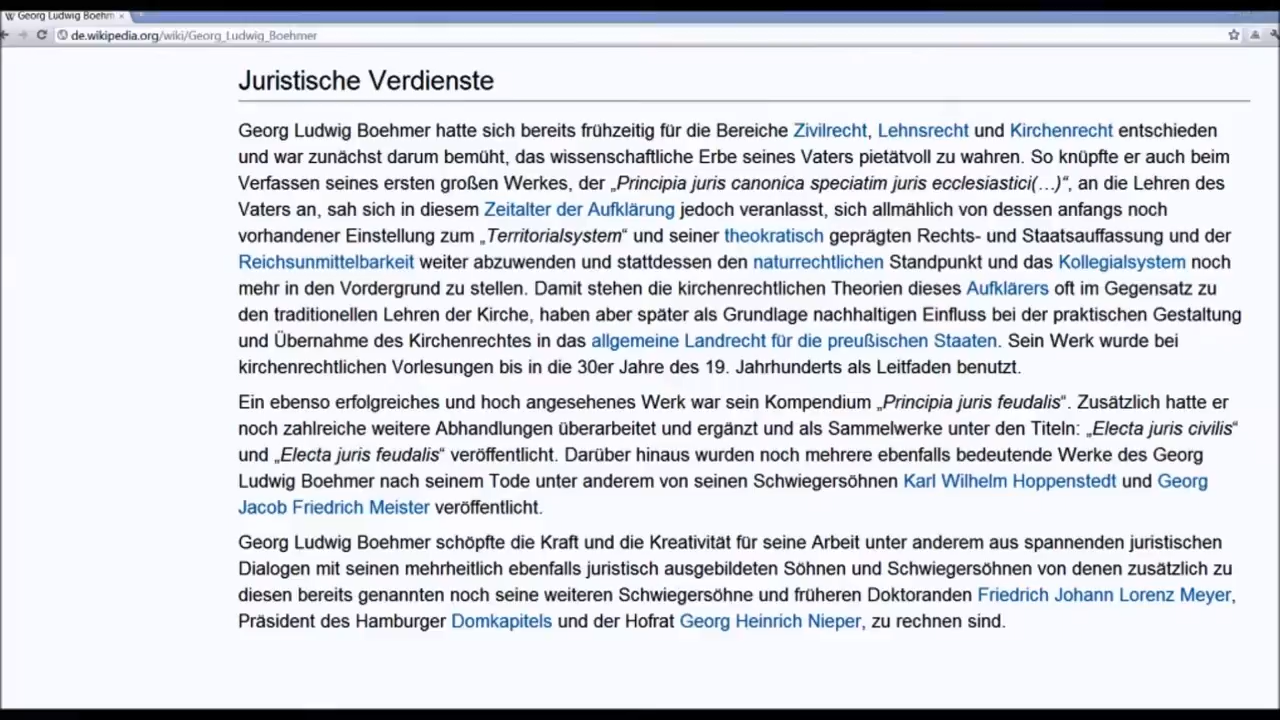 Georg Ludwig Boehm
de.wikipedia.org/wiki/Georg_Ludwig_Boehmer
Juristische Verdienste
Georg Ludwig Boehmer hatte sich bereits frühzeitig für die Bereiche Zivilrecht, Lehnsrecht und Kirchenrecht entschieden
und war zunächst darum bemüht, das wissenschaftliche Erbe seines Vaters pietätvoll zu wahren. So knüpfte er auch beim
Verfassen seines ersten großen Werkes, der „Principia juris canonica speciatim juris ecclesiastici(…)“, an die Lehren des
Vaters an, sah sich in diesem Zeitalter der Aufklärung jedoch veranlasst, sich allmählich von dessen anfangs noch
vorhandener Einstellung zum „Territorialsystem“ und seiner theokratisch geprägten Rechts- und Staatsauffassung und der
Reichsunmittelbarkeit weiter abzuwenden und stattdessen den naturrechtlichen Standpunkt und das Kollegialsystem noch
mehr in den Vordergrund zu stellen. Damit stehen die kirchenrechtlichen Theorien dieses Aufklärers oft im Gegensatz zu
den traditionellen Lehren der Kirche, haben aber später als Grundlage nachhaltigen Einfluss bei der praktischen Gestaltung
und Übernahme des Kirchenrechtes in das allgemeine Landrecht für die preußischen Staaten. Sein Werk wurde bei
kirchenrechtlichen Vorlesungen bis in die 30er Jahre des 19. Jahrhunderts als Leitfaden benutzt.
Ein ebenso erfolgreiches und hoch angesehenes Werk war sein Kompendium „Principia juris feudalis“. Zusätzlich hatte er
noch zahlreiche weitere Abhandlungen überarbeitet und ergänzt und als Sammelwerke unter den Titeln: „Electa juris civilis“
und „Electa juris feudalis“ veröffentlicht. Darüber hinaus wurden noch mehrere ebenfalls bedeutende Werke des Georg
Ludwig Boehmer nach seinem Tode unter anderem von seinen Schwiegersöhnen Karl Wilhelm Hoppenstedt und Georg
Jacob Friedrich Meister veröffentlicht.
Georg Ludwig Boehmer schöpfte die Kraft und die Kreativität für seine Arbeit unter anderem aus spannenden juristischen
Dialogen mit seinen mehrheitlich ebenfalls juristisch ausgebildeten Söhnen und Schwiegersöhnen von denen zusätzlich zu
diesen bereits genannten noch seine weiteren Schwiegersöhne und früheren Doktoranden Friedrich Johann Lorenz Meyer,
Präsident des Hamburger Domkapitels und der Hofrat Georg Heinrich Nieper, zu rechnen sind.